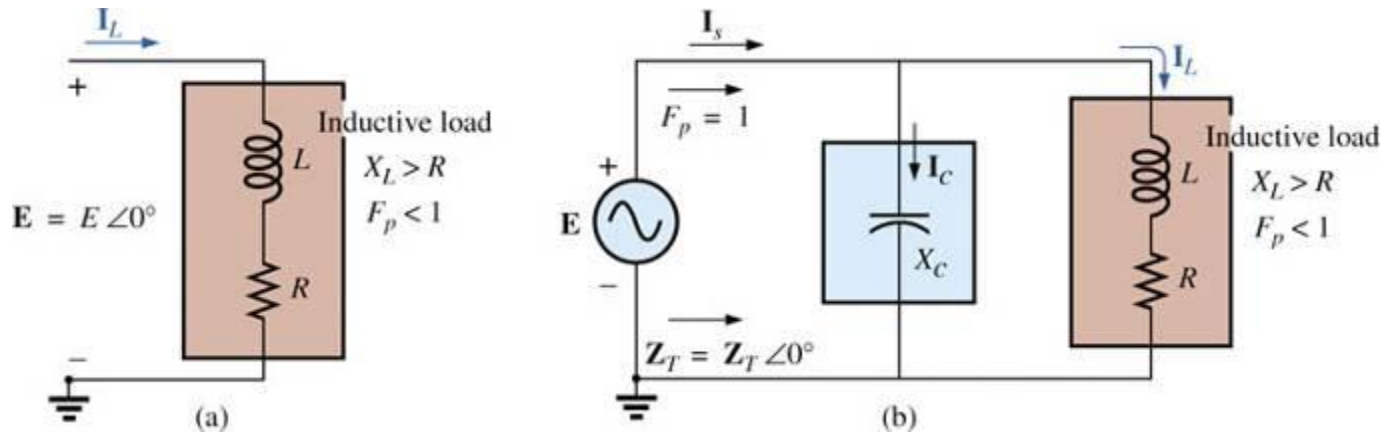 I_L
+
Inductive load
X_L > R
F_p < 1
L
E = E ∠0°
R
–
(a)
I_s
F_p = 1
+
E
–
Z_T = Z_T ∠0°
I_C
X_C
I_L
Inductive load
X_L > R
F_p < 1
L
R
(b)